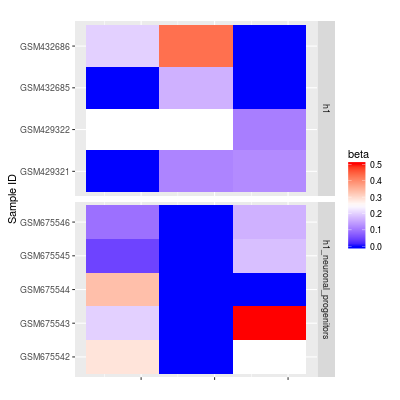 Sample ID
GSM432686
GSM432685
GSM429322
GSM429321
h1
GSM675546
GSM675545
GSM675544
GSM675543
GSM675542
h1_neuronal_progenitors
beta
0.5
0.4
0.3
0.2
0.1
0.0